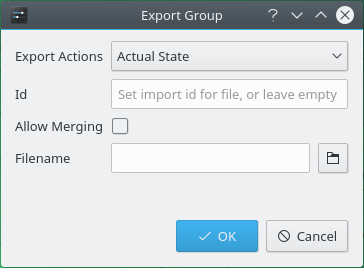 Export Group
Export Actions Actual State
Id Set import id for file, or leave empty
Allow Merging
Filename
OK Cancel